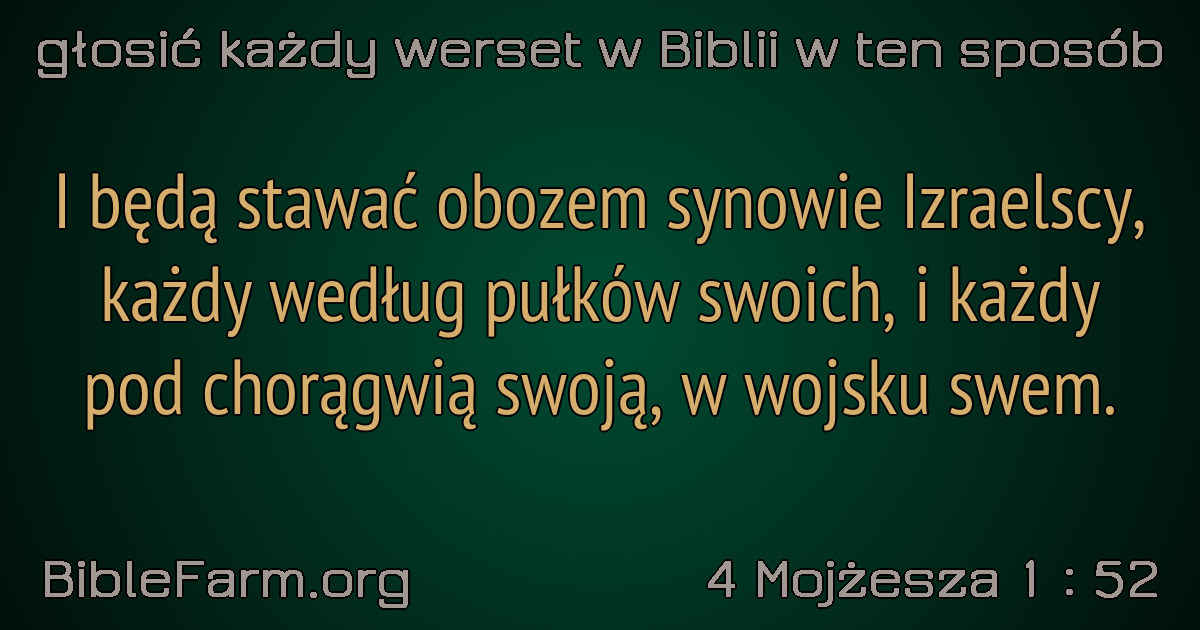 głosić każdy werset w Biblii w ten sposób
I będą stawać obozem synowie Izraelscy,
każdy według pułków swoich, i każdy
pod chorągwią swoją, w wojsku swem.
BibleFarm.org
4 Mojżesza 1 : 52